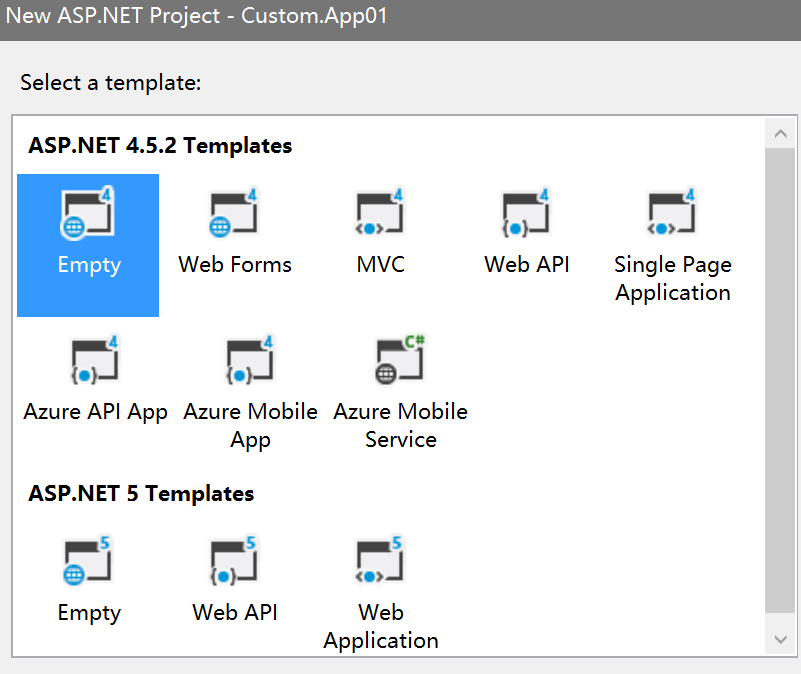 New ASP.NET Project - Custom.App01
Select a template:
ASP.NET 4.5.2 Templates
4 4 4 4 4
Empty Web Forms MVC Web API Single Page
Application
4 4 C#
Azure API App Azure Mobile Azure Mobile
App Service
ASP.NET 5 Templates
5 5 5
Empty Web API Web
Application